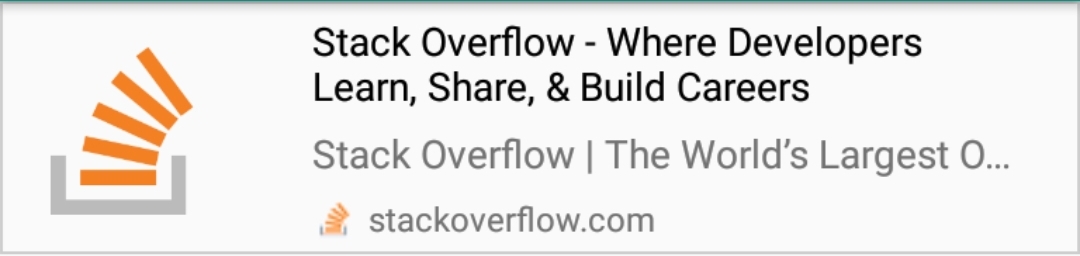 Stack Overflow - Where Developers
Learn, Share, & Build Careers
Stack Overflow | The World’s Largest O...
stackoverflow.com